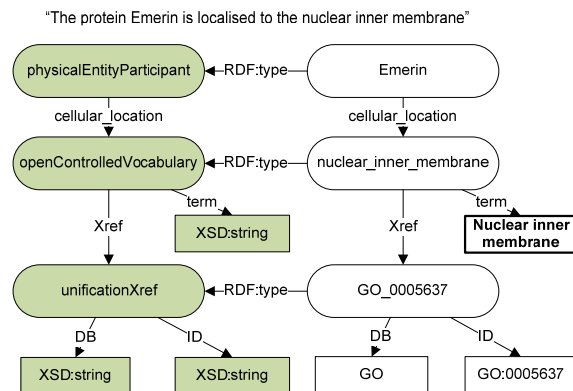 “The protein Emerin is localised to the nuclear inner membrane”
physicalEntityParticipant
RDF:type
Emerin
cellular_location
cellular_location
openControlledVocabulary
RDF:type
nuclear_inner_membrane
term
term
Xref
XSD:string
Xref
Nuclear inner
membrane
unificationXref
RDF:type
GO_0005637
DB
ID
DB
ID
XSD:string
XSD:string
GO
GO:0005637